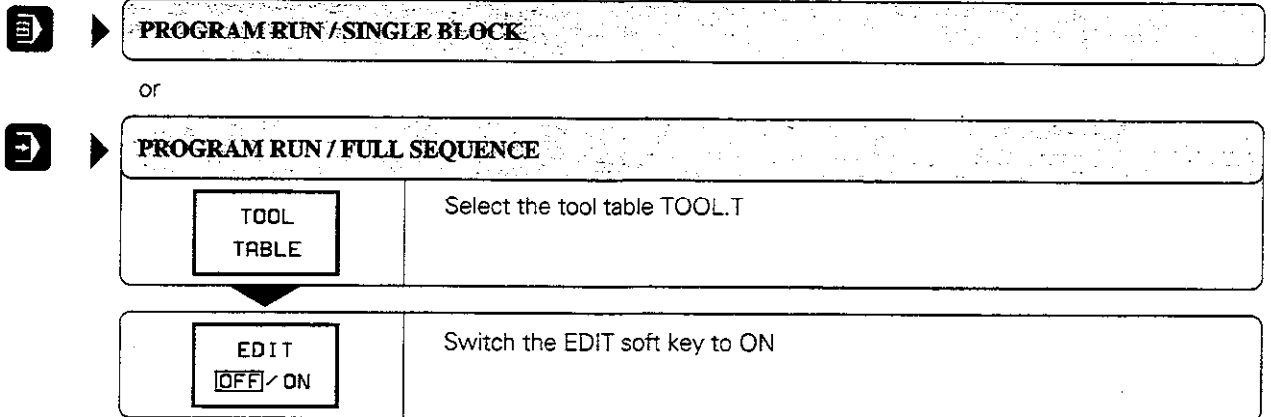 PROGRAM RUN / SINGLE BLOCK
or
PROGRAM RUN / FULL SEQUENCE
TOOL
TABLE
Select the tool table TOOL.T
EDIT
OFF / ON
Switch the EDIT soft key to ON